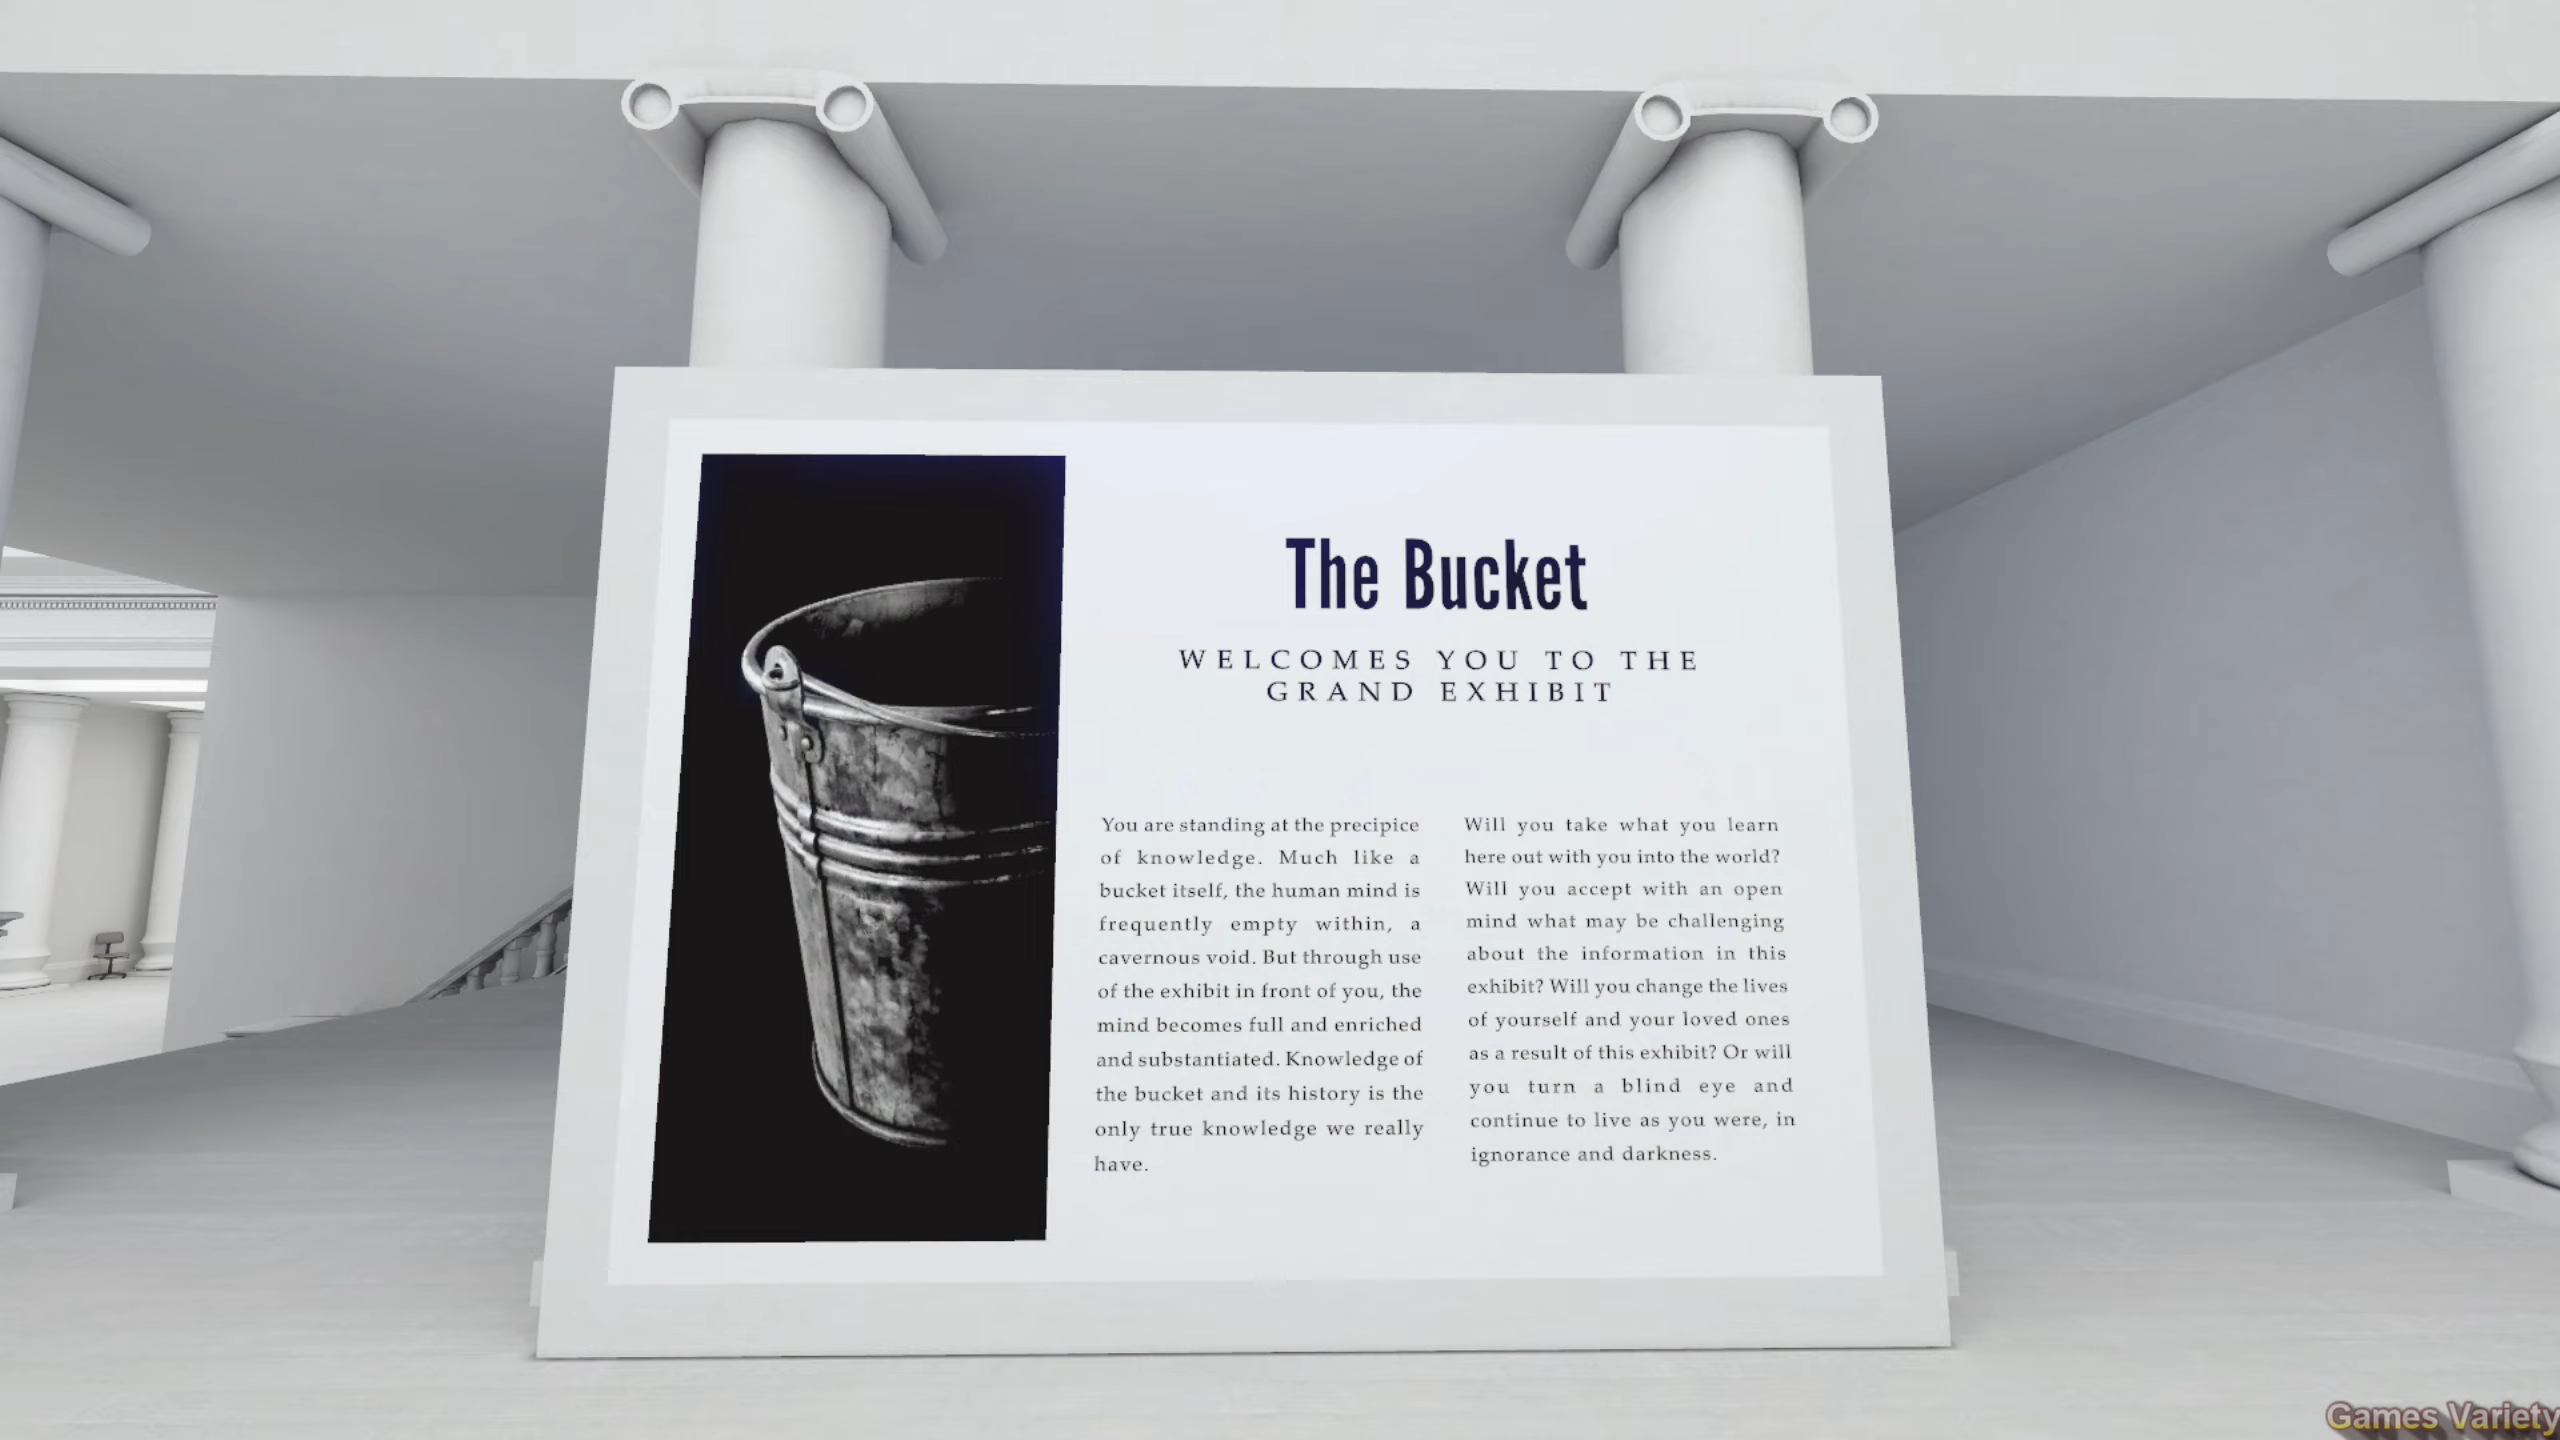 The Bucket
WELCOMES YOU TO THE
GRAND EXHIBIT
You are standing at the precipice
of knowledge. Much like a
bucket itself, the human mind is
frequently empty within, a
cavernous void. But through use
of the exhibit in front of you, the
mind becomes full and enriched
and substantiated. Knowledge of
the bucket and its history is the
only true knowledge we really
have.
Will you take what you learn
here out with you into the world?
Will you accept with an open
mind what may be challenging
about the information in this
exhibit? Will you change the lives
of yourself and your loved ones
as a result of this exhibit? Or will
you turn a blind eye and
continue to live as you were, in
ignorance and darkness.
Games Variety